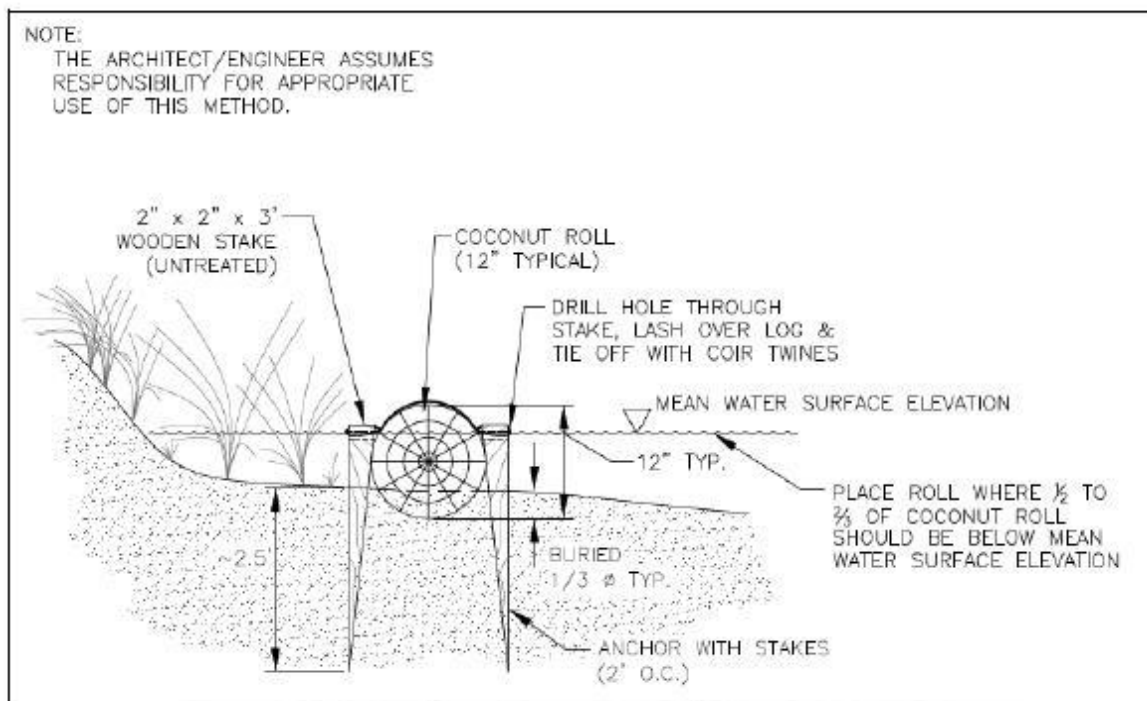 NOTE:
THE ARCHITECT/ENGINEER ASSUMES
RESPONSIBILITY FOR APPROPRIATE
USE OF THIS METHOD.
2" x 2" x 3'
WOODEN STAKE
(UNTREATED)
COCONUT ROLL
(12" TYPICAL)
DRILL HOLE THROUGH
STAKE, LASH OVER LOG &
TIE OFF WITH COIR TWINES
MEAN WATER SURFACE ELEVATION
12" TYP.
PLACE ROLL WHERE ½ TO
⅔ OF COCONUT ROLL
SHOULD BE BELOW MEAN
WATER SURFACE ELEVATION
~2.5
BURIED
1/3 ø TYP.
ANCHOR WITH STAKES
(2' O.C.)